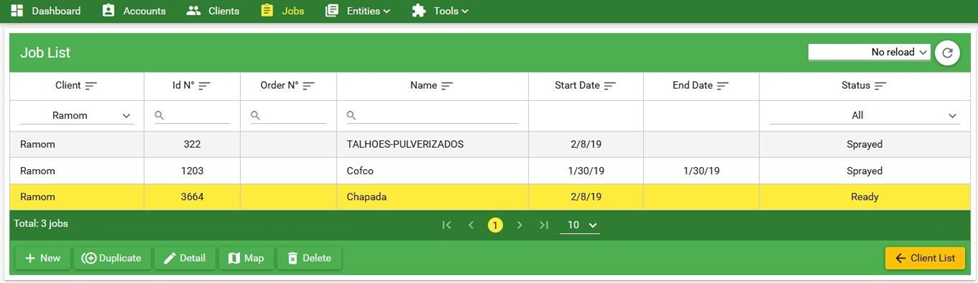 Dashboard Accounts Clients Jobs Entities Tools
Job List No reload
Client Id N° Order N° Name Start Date End Date Status
Ramom All
Ramom 322 TALHOES-PULVERIZADOS 2/8/19 Sprayed
Ramom 1203 Cofco 1/30/19 1/30/19 Sprayed
Ramom 3664 Chapada 2/8/19 Ready
Total: 3 jobs 1 10
New Duplicate Detail Map Delete Client List